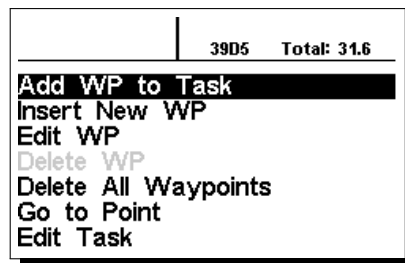 39D5 Total: 31.6
Add WP to Task
Insert New WP
Edit WP
Delete WP
Delete All Waypoints
Go to Point
Edit Task